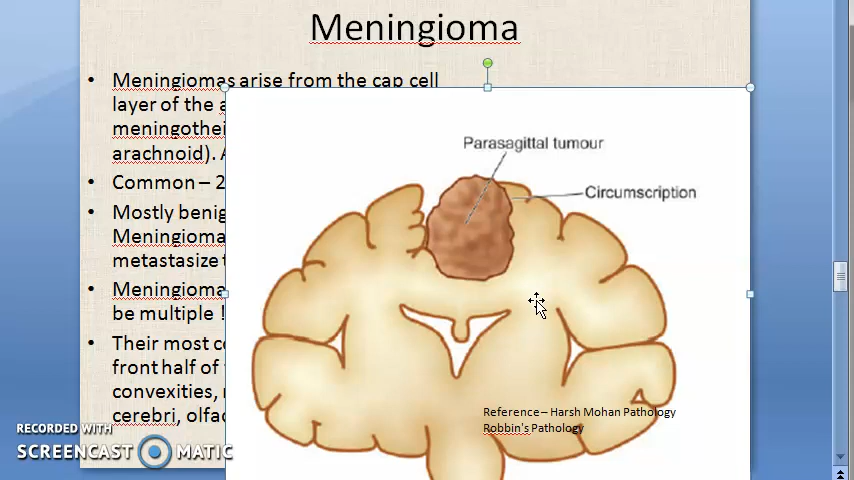 Meningioma
Meningiomas arise from the cap cell
layer of the a
meningothei
arachnoid). A
Common – 2
Mostly benig
Meningioma
metastasize t
Meningioma
be multiple !
Their most co
front half of
convexities,
cerebri, olfac
Parasagittal tumour
Circumscription
Reference – Harsh Mohan Pathology
Robbin's Pathology
RECORDED WITH
SCREENCAST MATIC